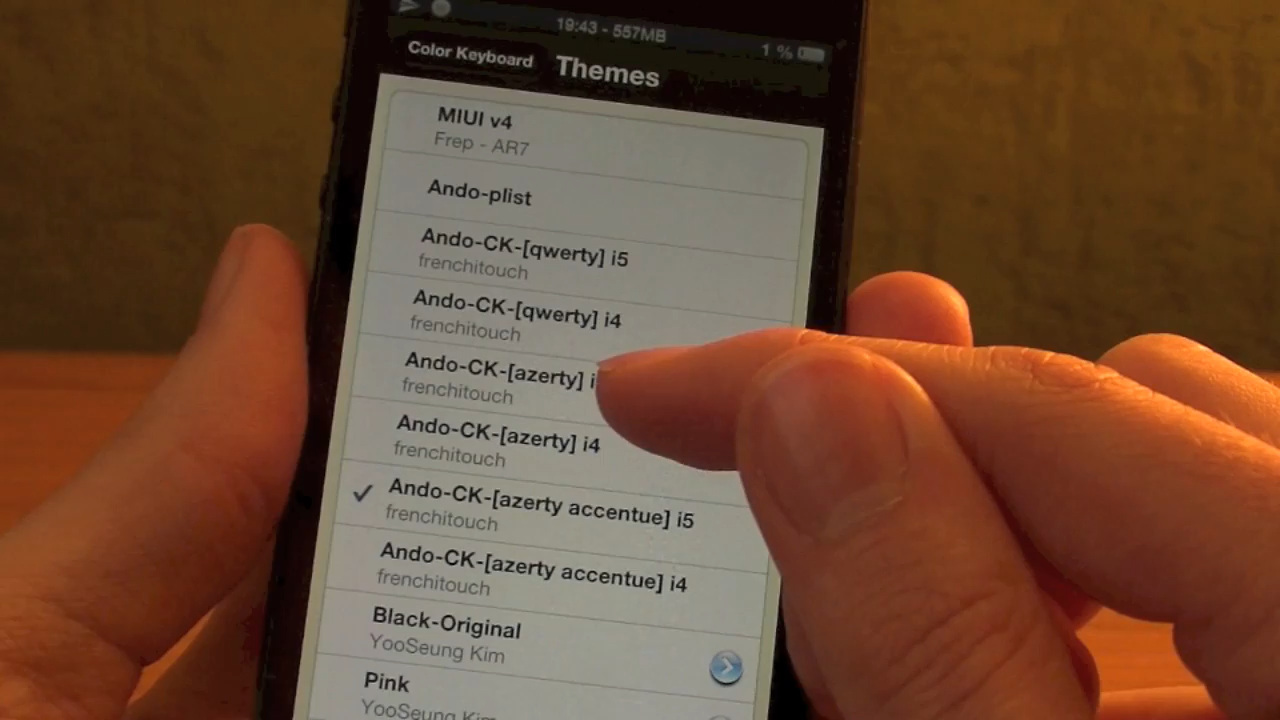 19:43 - 557MB
1 %
Color Keyboard
Themes
MIUI v4
Frep - AR7
Ando-plist
Ando-CK-[qwerty] i5
frenchitouch
Ando-CK-[qwerty] i4
frenchitouch
Ando-CK-[azerty] i
frenchitouch
Ando-CK-[azerty] i4
frenchitouch
Ando-CK-[azerty accentue] i5
frenchitouch
Ando-CK-[azerty accentue] i4
frenchitouch
Black-Original
YooSeung Kim
Pink
YooSeung Kim